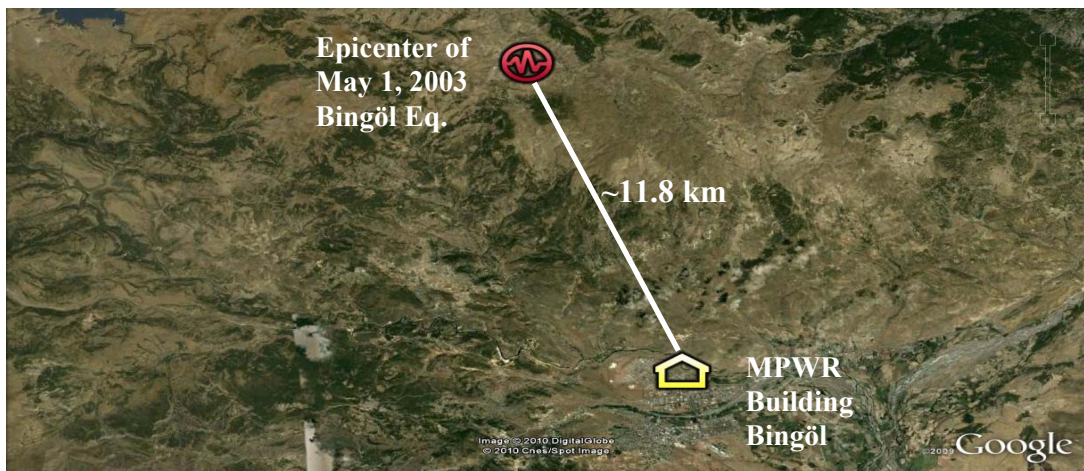 Epicenter of
May 1, 2003
Bingöl Eq.
~11.8 km
MPWR
Building
Bingöl
Image © 2010 DigitalGlobe
© 2010 Cnes/Spot Image
©2009 Google